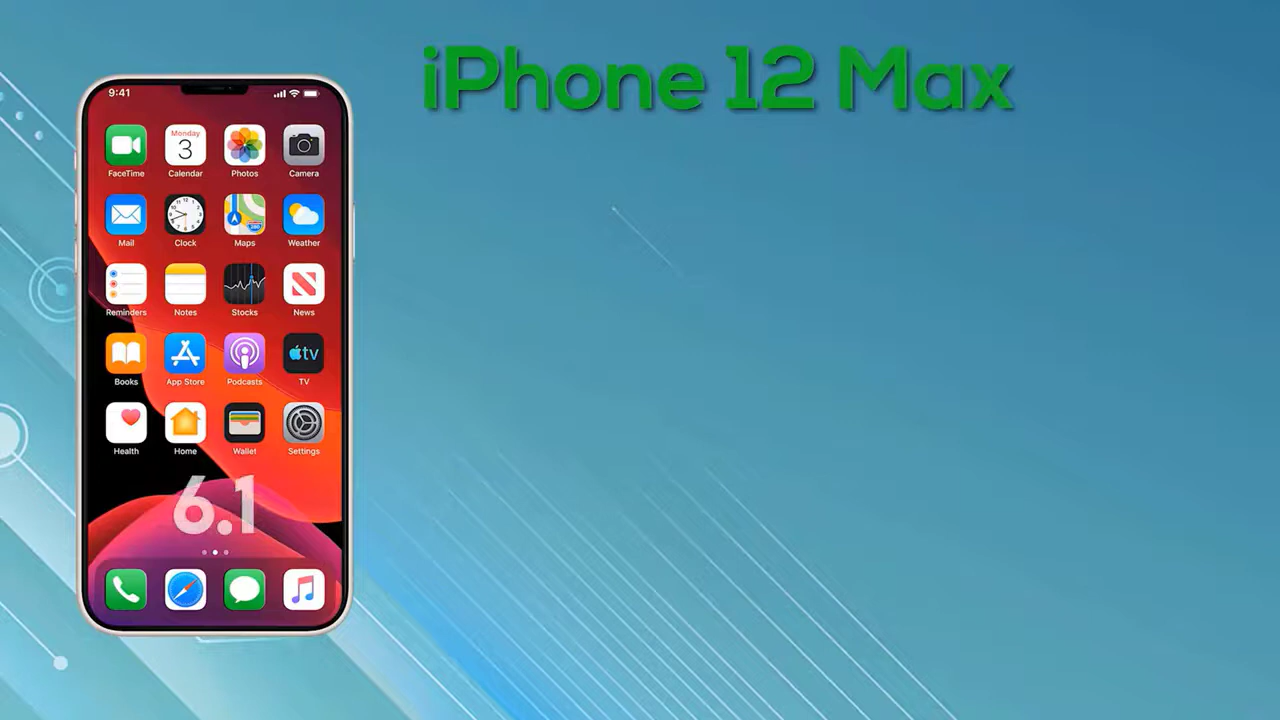 iPhone 12 Max
9:41
Monday
3
FaceTime Calendar Photos Camera
280
Mail Clock Maps Weather
Reminders Notes Stocks News
tv
Books App Store Podcasts TV
Health Home Wallet Settings
6.1